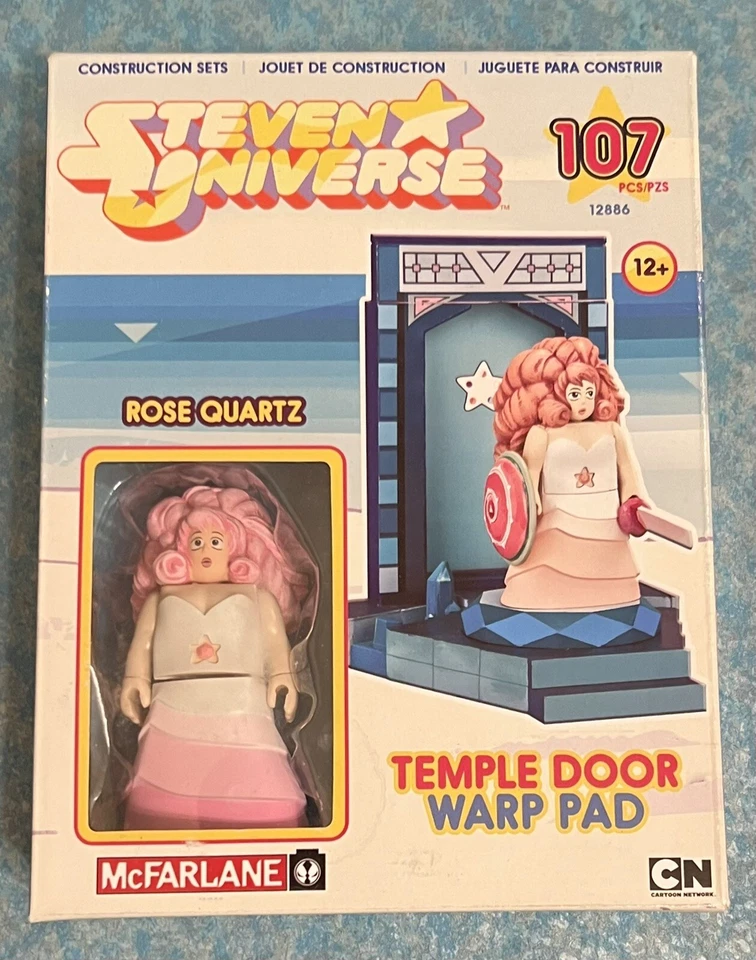 CONSTRUCTION SETS | JOUET DE CONSTRUCTION | JUGUETE PARA CONSTRUIR
STEVEN
UNIVERSE
TM
107
PCS/PZS
12886
12+
ROSE QUARTZ
TEMPLE DOOR
WARP PAD
McFARLANE
CN
CARTOON NETWORK.